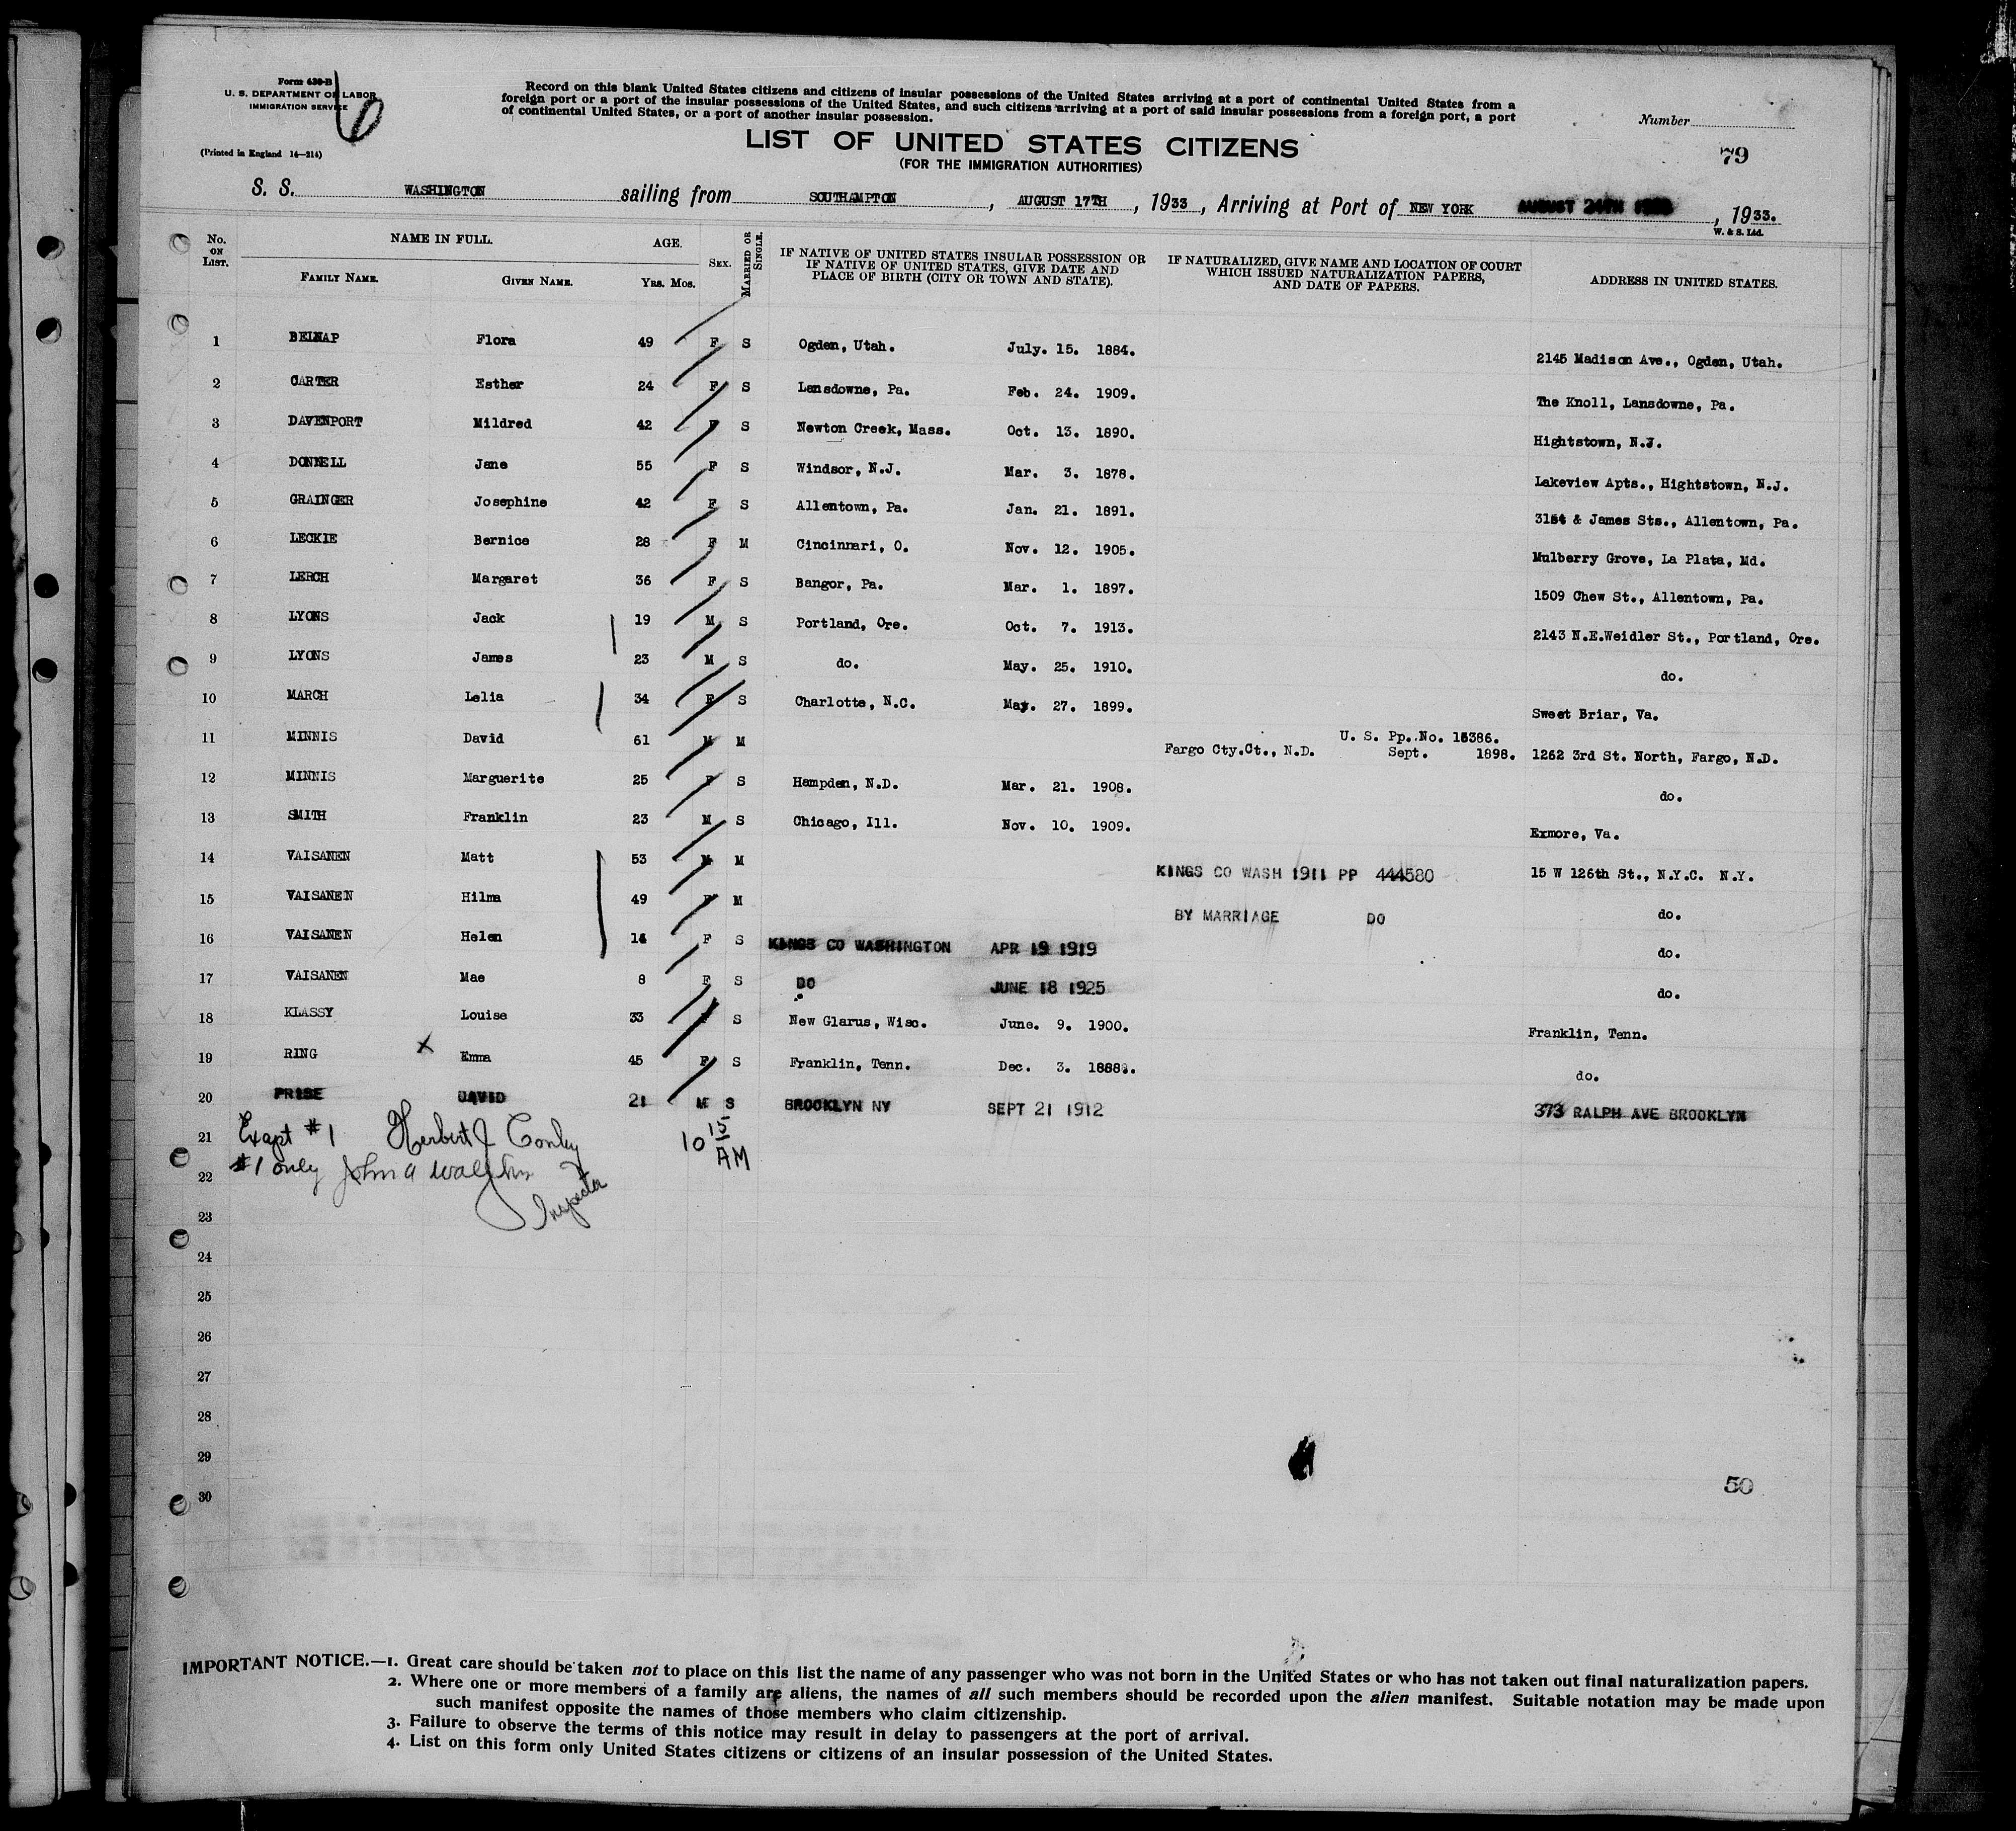 Form 630-B
U. S. DEPARTMENT OF LABOR
IMMIGRATION SERVICE
(Printed in England 14—214)
6
Record on this blank United States citizens and citizens of insular possessions of the United States arriving at a port of continental United States from a
foreign port or a port of the insular possessions of the United States, and such citizens arriving at a port of said insular possessions from a foreign port, a port
of continental United States, or a port of another insular possession.
Number
LIST OF UNITED STATES CITIZENS
(FOR THE IMMIGRATION AUTHORITIES)
79
S. S. WASHINGTON sailing from SOUTHAMPTON, AUGUST 17TH, 1933, Arriving at Port of NEW YORK AUGUST 24TH, 1933.
W. & S. Ltd.
No. ON LIST. NAME IN FULL. FAMILY NAME. GIVEN NAME. AGE. YRS. MOS. SEX. MARRIED OR SINGLE. IF NATIVE OF UNITED STATES INSULAR POSSESSION OR IF NATIVE OF UNITED STATES, GIVE DATE AND PLACE OF BIRTH (CITY OR TOWN AND STATE). IF NATURALIZED, GIVE NAME AND LOCATION OF COURT WHICH ISSUED NATURALIZATION PAPERS, AND DATE OF PAPERS. ADDRESS IN UNITED STATES.
1 BELNAP Flora 49 F S Ogden, Utah. July. 15. 1884. 2145 Madison Ave., Ogden, Utah.
2 CARTER Esther 24 F S Lansdowne, Pa. Feb. 24. 1909. The Knoll, Lansdowne, Pa.
3 DAVENPORT Mildred 42 F S Newton Creek, Mass. Oct. 13. 1890. Hightstown, N.J.
4 DONNELL Jane 55 F S Windsor, N.J. Mar. 3. 1878. Lakeview Apts., Hightstown, N.J.
5 GRAINGER Josephine 42 F S Allentown, Pa. Jan. 21. 1891. 31st & James Sts., Allentown, Pa.
6 LECKIE Bernice 28 F M Cincinnari, O. Nov. 12. 1905. Mulberry Grove, La Plata, Md.
7 LERCH Margaret 36 F S Bangor, Pa. Mar. 1. 1897. 1509 Chew St., Allentown, Pa.
8 LYONS Jack 19 M S Portland, Ore. Oct. 7. 1913. 2143 N.E.Weidler St., Portland, Ore.
9 LYONS James 23 M S do. May. 25. 1910. do.
10 MARCH Lelia 34 F S Charlotte, N.C. May. 27. 1899. Sweet Briar, Va.
11 MINNIS David 61 M M Fargo Cty.Ct., N.D. U. S. Pp. No. 15386. Sept. 1898. 1262 3rd St. North, Fargo, N.D.
12 MINNIS Marguerite 25 F S Hampden, N.D. Mar. 21. 1908. do.
13 SMITH Franklin 23 M S Chicago, Ill. Nov. 10. 1909. Exmore, Va.
14 VAISANEN Matt 53 M M KINGS CO WASH 1911 PP 444580 15 W 126th St., N.Y.C. N.Y.
15 VAISANEN Hilma 49 F M BY MARRIAGE DO do.
16 VAISANEN Helen 14 F S KINGS CO WASHINGTON APR 19 1919 do.
17 VAISANEN Mae 8 F S DO JUNE 18 1925 do.
18 KLASSY Louise 33 F S New Glarus, Wisc. June. 9. 1900. Franklin, Tenn.
19 RING X Emma 45 F S Franklin, Tenn. Dec. 3. 1888. do.
20 PRISE DAVID 21 M S BROOKLYN NY SEPT 21 1912 373 RALPH AVE BROOKLYN
21 Exept #1 Herbert J Conley 10 15 AM
22 #1 only John A
Inspector
23
24
25
26
27
28
29
50
30
IMPORTANT NOTICE.—1. Great care should be taken not to place on this list the name of any passenger who was not born in the United States or who has not taken out final naturalization papers.
2. Where one or more members of a family are aliens, the names of all such members should be recorded upon the alien manifest. Suitable notation may be made upon
such manifest opposite the names of those members who claim citizenship.
3. Failure to observe the terms of this notice may result in delay to passengers at the port of arrival.
4. List on this form only United States citizens or citizens of an insular possession of the United States.